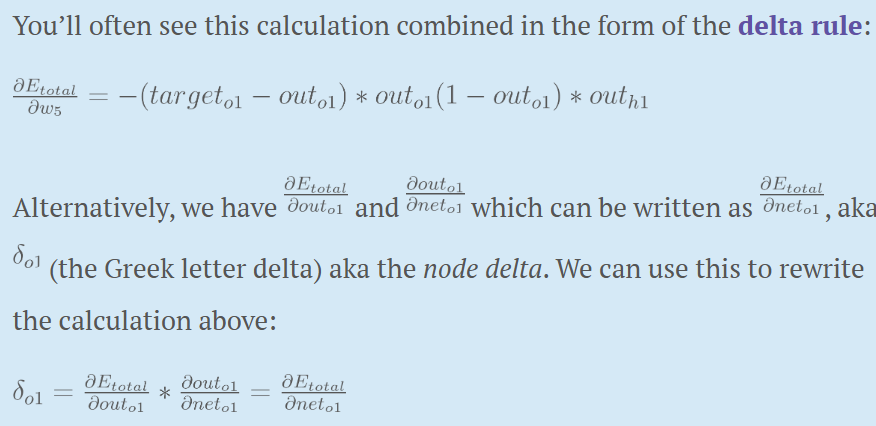 You'll often see this calculation combined in the form of the delta rule:
∂E_total/∂w_5 = −(target_o1 − out_o1) * out_o1(1 − out_o1) * out_h1
Alternatively, we have ∂E_total/∂out_o1 and ∂out_o1/∂net_o1 which can be written as ∂E_total/∂net_o1, aka
δ_o1 (the Greek letter delta) aka the node delta. We can use this to rewrite
the calculation above:
δ_o1 = ∂E_total/∂out_o1 * ∂out_o1/∂net_o1 = ∂E_total/∂net_o1